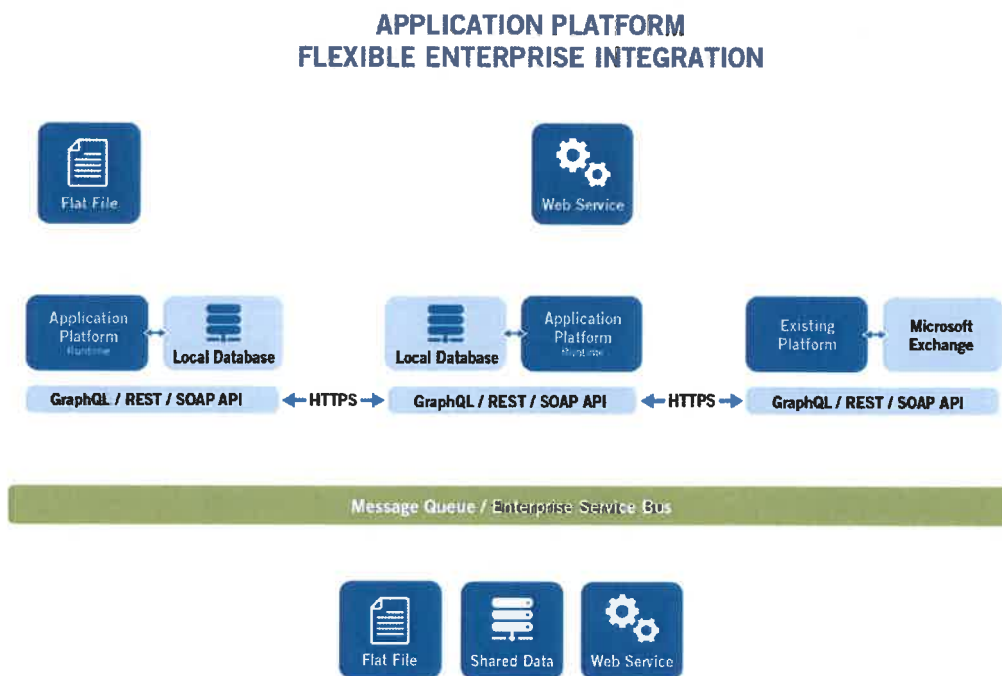 APPLICATION PLATFORM
FLEXIBLE ENTERPRISE INTEGRATION
Flat File
Web Service
Application
Platform
Runtime
Local Database
Local Database
Application
Platform
Runtime
Existing
Platform
Microsoft
Exchange
GraphQL / REST / SOAP API
HTTPS
GraphQL / REST / SOAP API
HTTPS
GraphQL / REST / SOAP API
Message Queue / Enterprise Service Bus
Flat File
Shared Data
Web Service